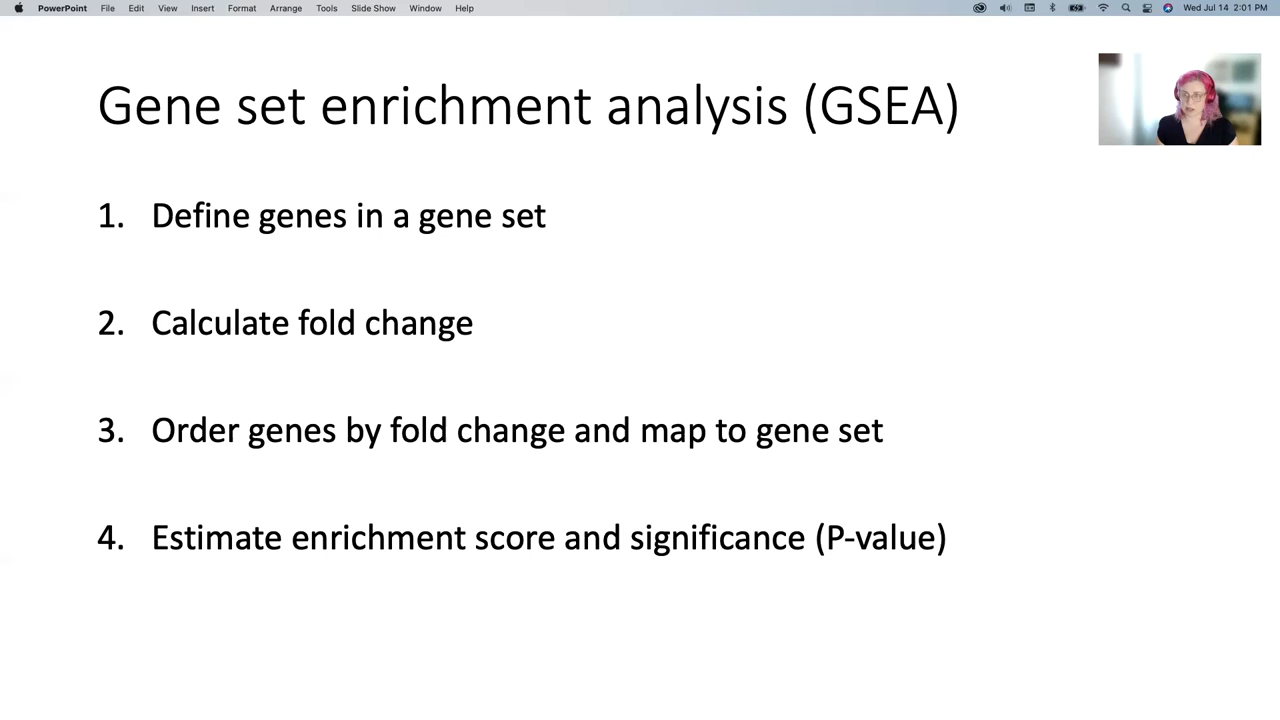 PowerPoint File Edit View Insert Format Arrange Tools Slide Show Window Help Wed Jul 14 2:01 PM
Gene set enrichment analysis (GSEA)
1. Define genes in a gene set
2. Calculate fold change
3. Order genes by fold change and map to gene set
4. Estimate enrichment score and significance (P-value)